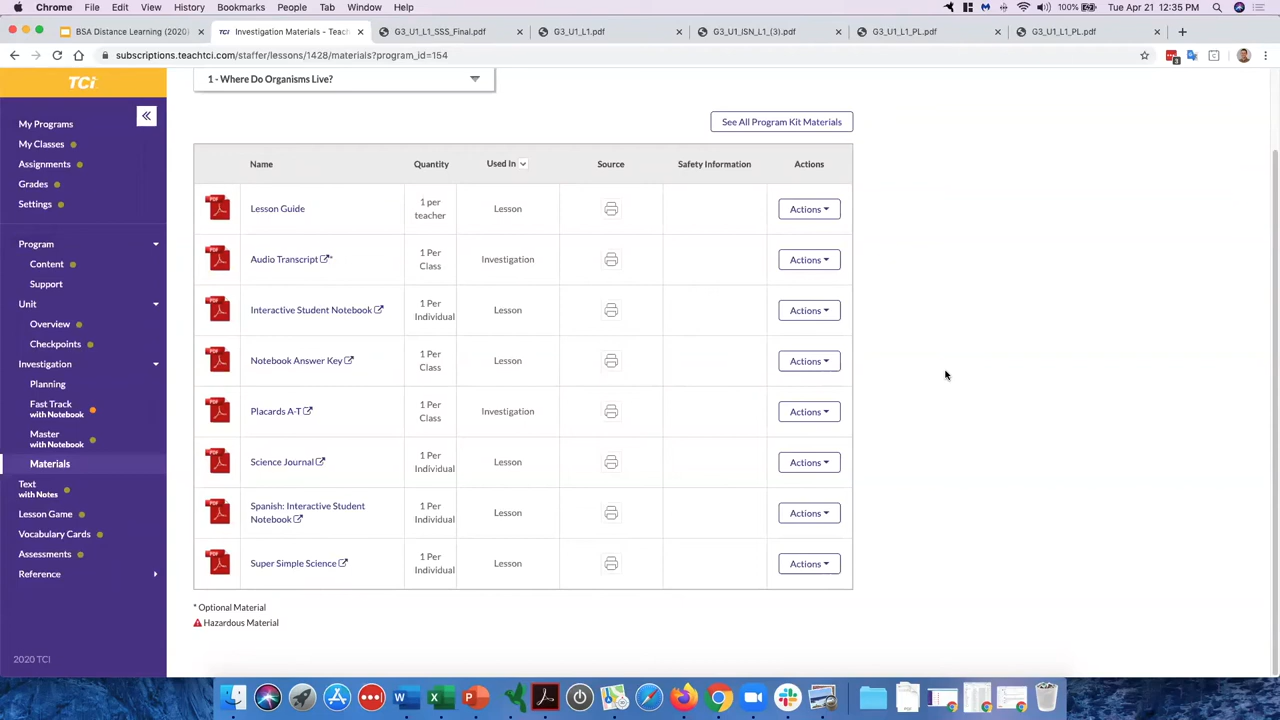 Chrome File Edit View History Bookmarks People Tab Window Help 100% Tue Apr 21 12:35 PM
BSA Distance Learning (2020) Investigation Materials - Teach G3_U1_L1_SSS_Final.pdf G3_U1_L1.pdf G3_U1_ISN_L1_(3).pdf G3_U1_L1_PL.pdf G3_U1_L1_PL.pdf
subscriptions.teachtci.com/staffer/lessons/1428/materials?program_id=154
TCi
1 - Where Do Organisms Live?
See All Program Kit Materials
My Programs
My Classes
Assignments
Grades
Settings
Program
Content
Support
Unit
Overview
Checkpoints
Investigation
Planning
Fast Track
with Notebook
Master
with Notebook
Materials
Text
with Notes
Lesson Game
Vocabulary Cards
Assessments
Reference
2020 TCI
Name Quantity Used In Source Safety Information Actions
Lesson Guide 1 per teacher Lesson Actions
Audio Transcript * 1 Per Class Investigation Actions
Interactive Student Notebook 1 Per Individual Lesson Actions
Notebook Answer Key 1 Per Class Lesson Actions
Placards A-T 1 Per Class Investigation Actions
Science Journal 1 Per Individual Lesson Actions
Spanish: Interactive Student Notebook 1 Per Individual Lesson Actions
Super Simple Science 1 Per Individual Lesson Actions
* Optional Material
Hazardous Material